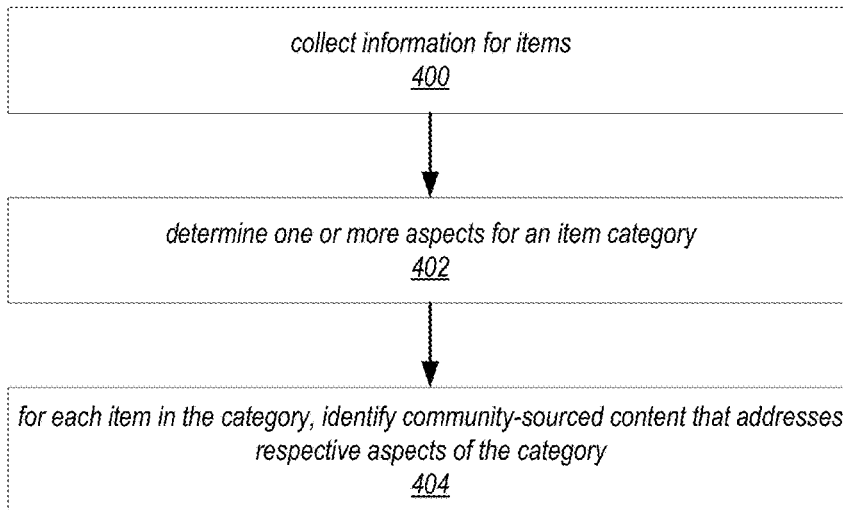 collect information for items
400
determine one or more aspects for an item category
402
for each item in the category, identify community-sourced content that addresses
respective aspects of the category
404